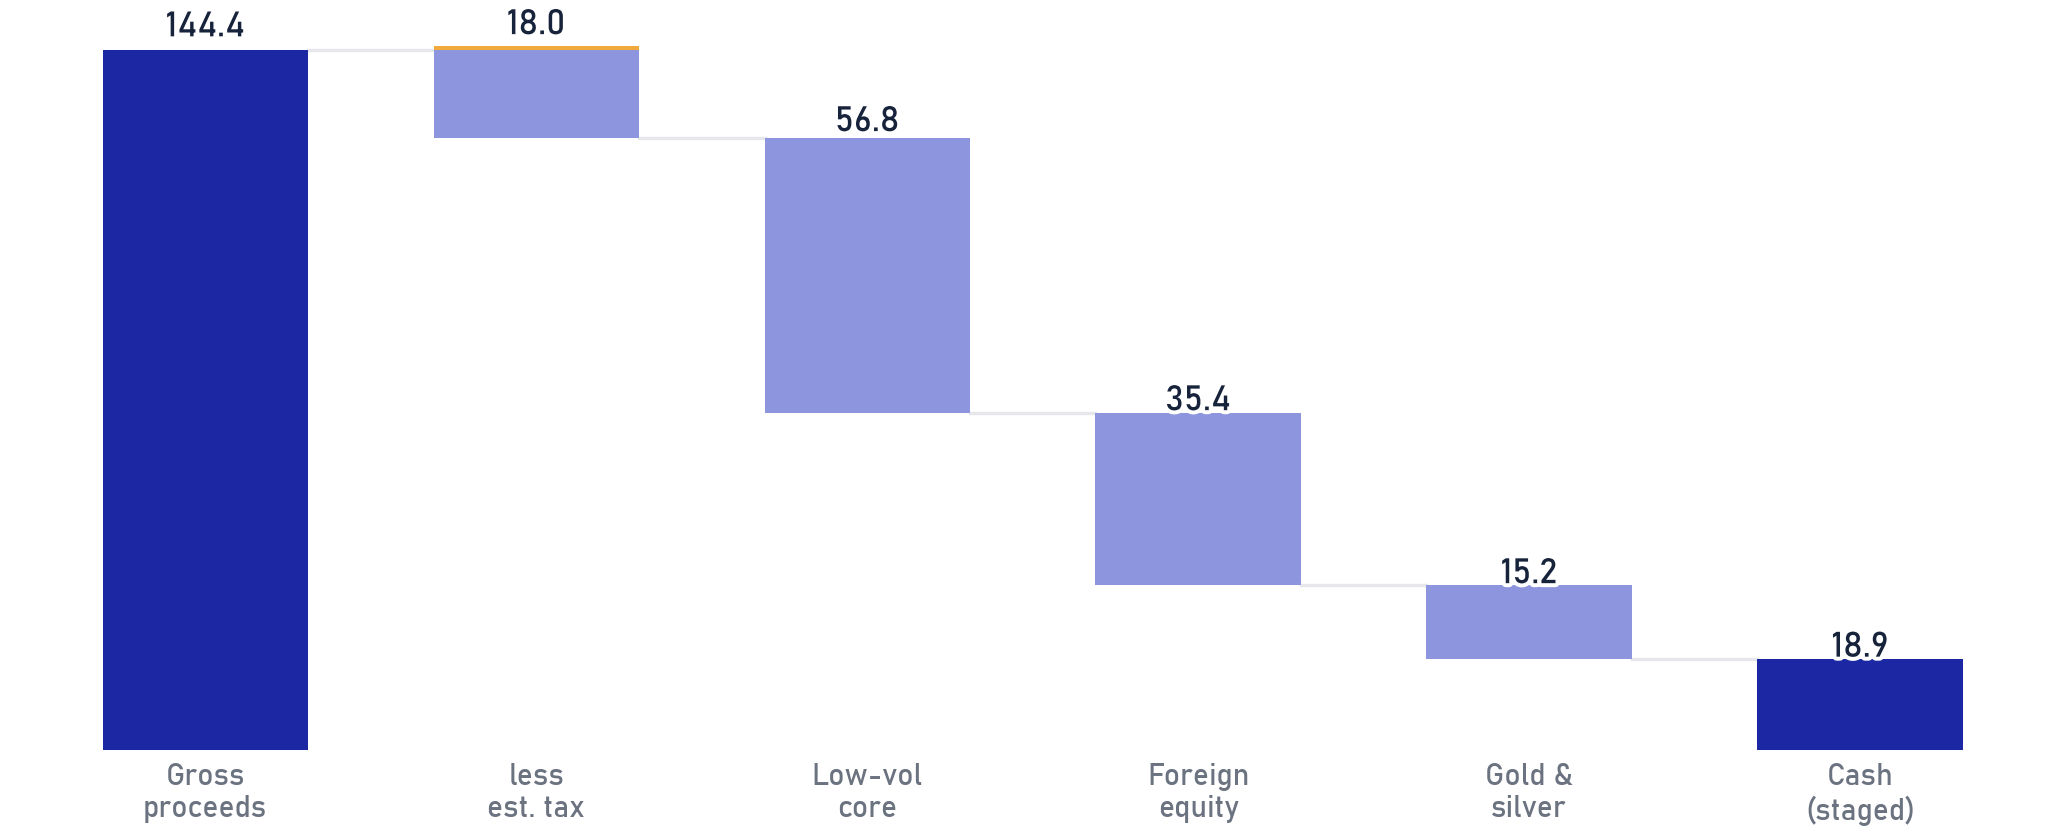 144.4
18.0
56.8
35.4
15.2
18.9
Gross
proceeds
less
est. tax
Low-vol
core
Foreign
equity
Gold &
silver
Cash
(staged)